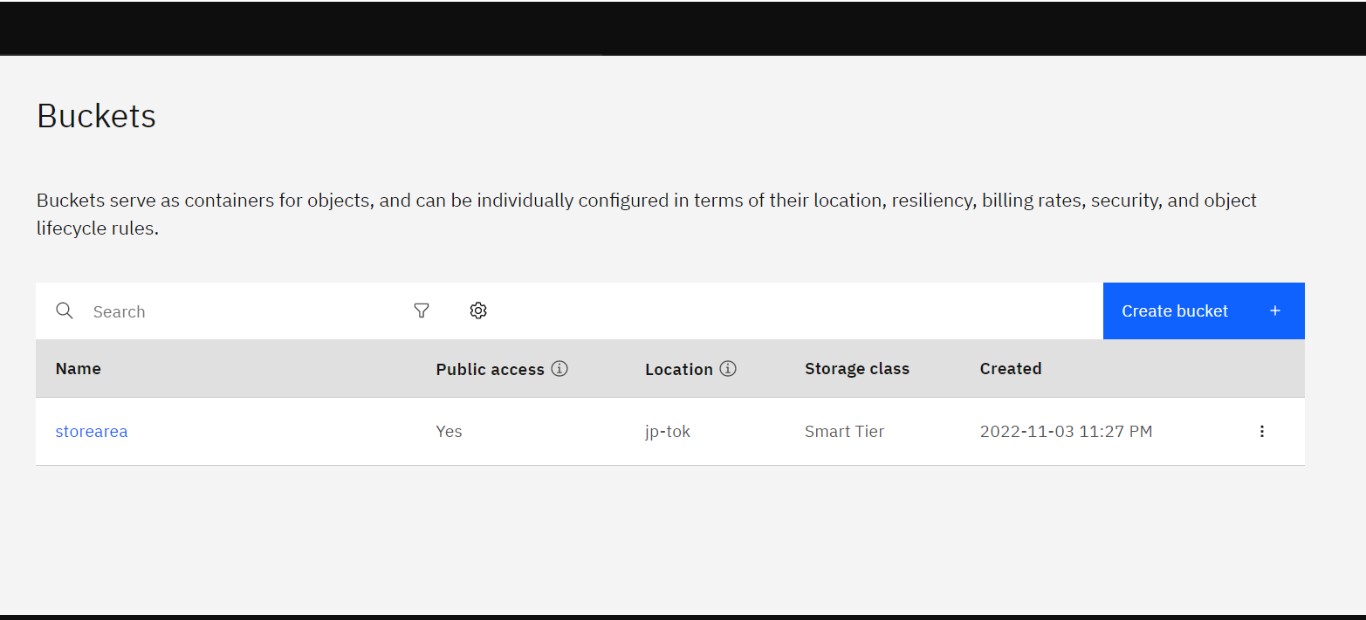 Buckets
Buckets serve as containers for objects, and can be individually configured in terms of their location, resiliency, billing rates, security, and object
lifecycle rules.
Search
Create bucket +
Name Public access Location Storage class Created
storearea Yes jp-tok Smart Tier 2022-11-03 11:27 PM